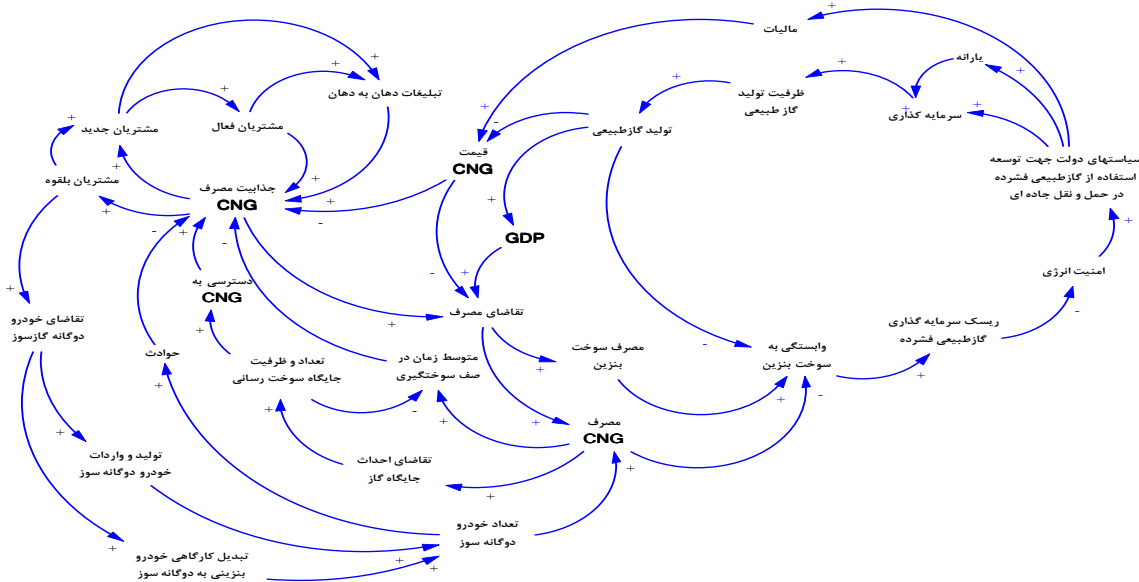 مالیات
یارانه
ظرفیت تولید
گاز طبیعی
تبلیغات دهان به دهان
سرمایه گذاری
مشتریان جدید
مشتریان فعال
تولید گازطبیعی
قیمت
CNG
سیاستهای دولت جهت توسعه
استفاده از گازطبیعی فشرده
در حمل و نقل جاده ای
مشتریان بلقوه
جذابیت مصرف
CNG
GDP
امنیت انرژی
دسترسی به
CNG
تقاضای مصرف
تقاضای خودرو
دوگانه گازسوز
ریسک سرمایه گذاری
گازطبیعی فشرده
حوادث
تعداد و ظرفیت
جایگاه سوخت رسانی
متوسط زمان در
صف سوختگیری
مصرف سوخت
بنزین
وابستگی به
سوخت بنزین
مصرف
CNG
تولید و واردات
خودرو دوگانه سوز
تقاضای احداث
جایگاه گاز
تعداد خودرو
دوگانه سوز
تبدیل کارگاهی خودرو
بنزینی به دوگانه سوز